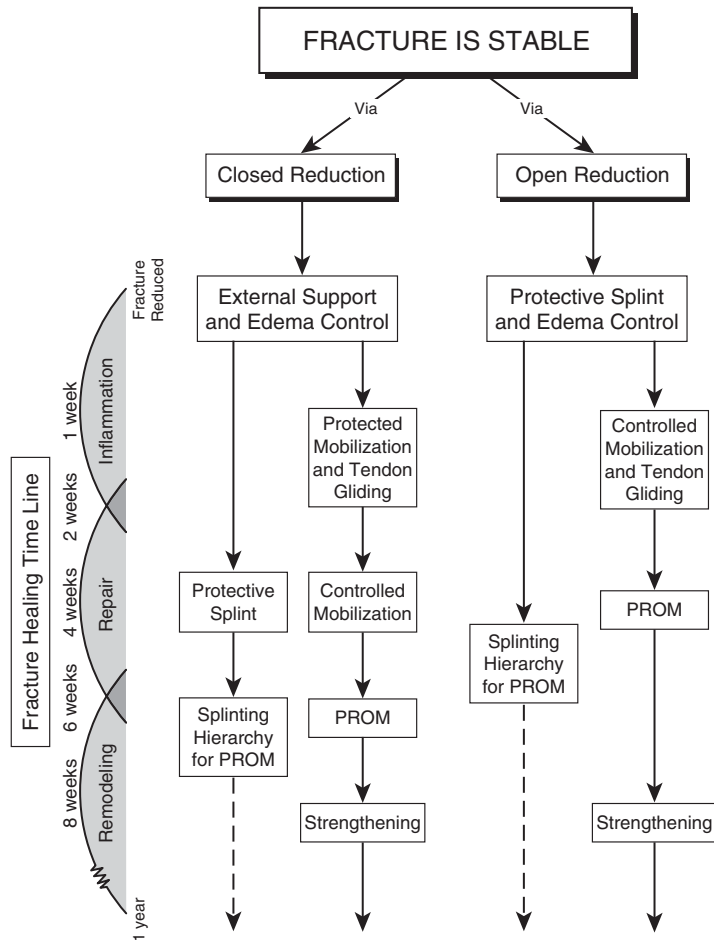 FRACTURE IS STABLE
Via
Via
Closed Reduction
Open Reduction
Fracture
Reduced
External Support
and Edema Control
Protective Splint
and Edema Control
Fracture Healing Time Line
1 week
Inflammation
2 weeks
4 weeks
Repair
6 weeks
8 weeks
Remodeling
1 year
Protected
Mobilization
and Tendon
Gliding
Controlled
Mobilization
and Tendon
Gliding
Protective
Splint
Controlled
Mobilization
PROM
Splinting
Hierarchy
for PROM
Splinting
Hierarchy
for PROM
PROM
Strengthening
Strengthening